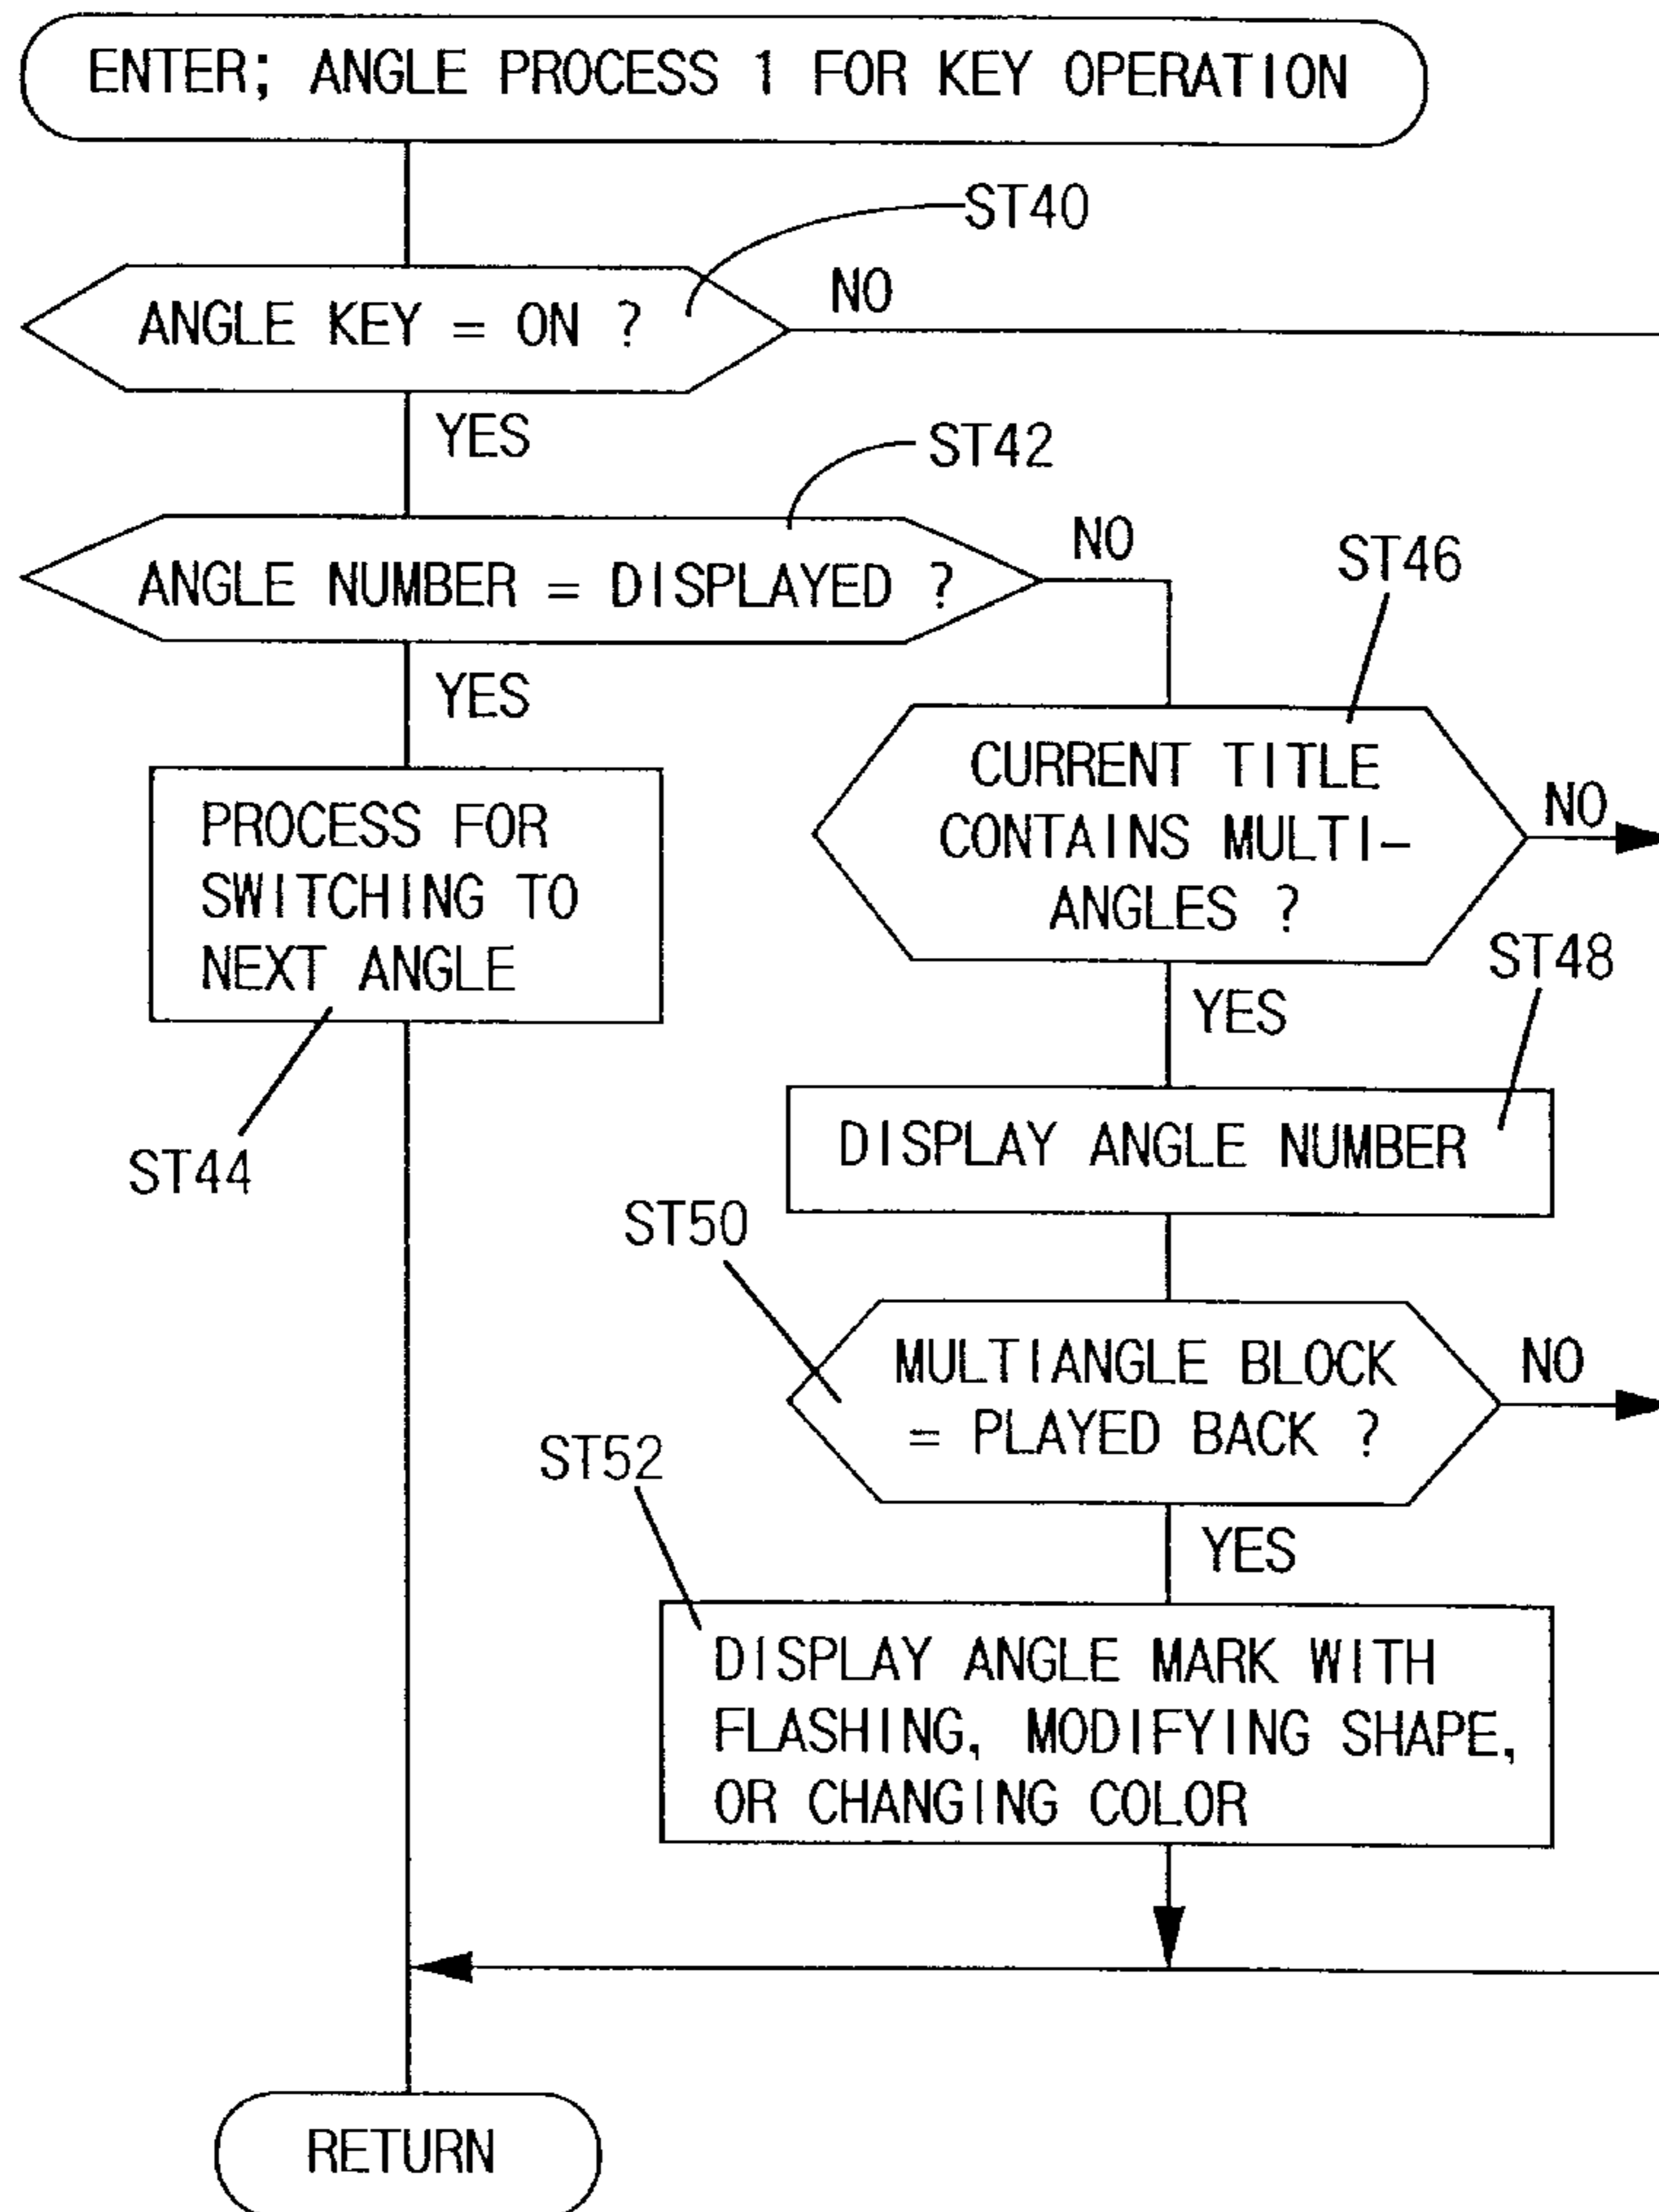 ENTER; ANGLE PROCESS 1 FOR KEY OPERATION
ST40
ANGLE KEY = ON ?
NO
YES
ST42
ANGLE NUMBER = DISPLAYED ?
NO
YES
ST46
CURRENT TITLE
CONTAINS MULTI-
ANGLES ?
NO
YES
PROCESS FOR
SWITCHING TO
NEXT ANGLE
ST44
ST48
DISPLAY ANGLE NUMBER
ST50
MULTIANGLE BLOCK
= PLAYED BACK ?
NO
YES
ST52
DISPLAY ANGLE MARK WITH
FLASHING, MODIFYING SHAPE,
OR CHANGING COLOR
RETURN